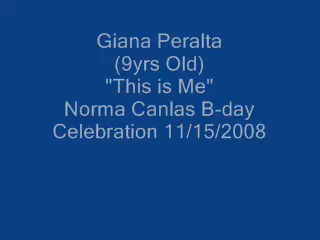 Giana Peralta
(9yrs Old)
"This is Me"
Norma Canlas B-day
Celebration 11/15/2008